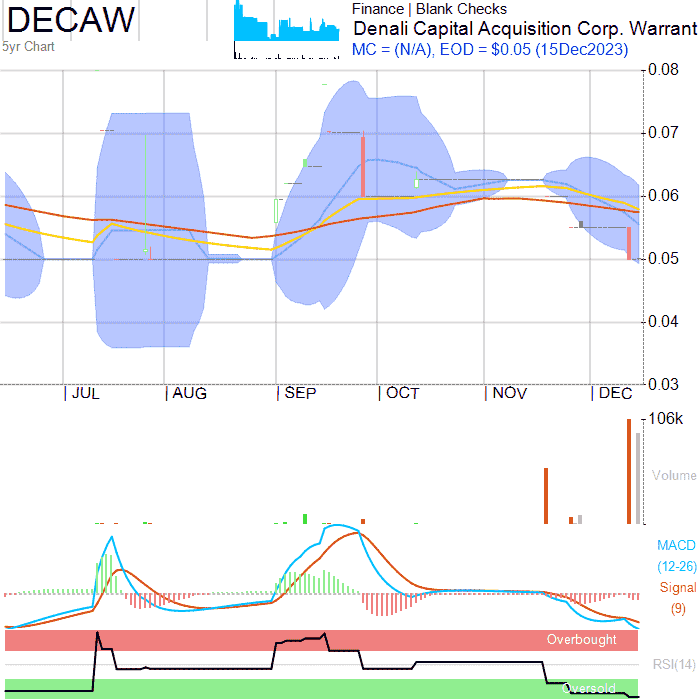 DECAW
5yr Chart
Finance | Blank Checks
Denali Capital Acquisition Corp. Warrant
MC = (N/A), EOD = $0.05 (15Dec2023)
0.08
0.07
0.06
0.05
0.04
0.03
JUL AUG SEP OCT NOV DEC
106k
Volume
MACD
(12-26)
Signal
(9)
Overbought
RSI(14)
Oversold